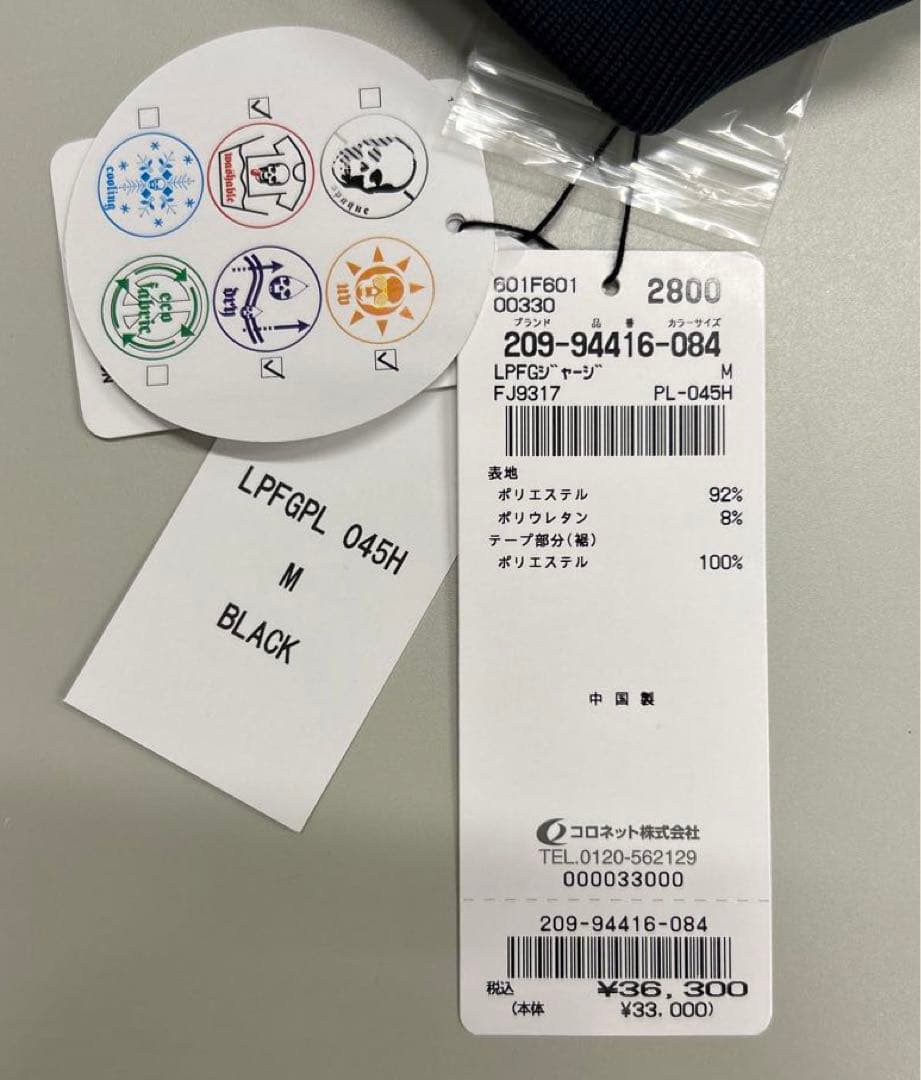 cooling
washable
opaque
eco
fabric
dry
uv
M
LPFGPL 045H
M
BLACK
601F601
00330
2800
ブランド 品 番 カラーサイズ
209-94416-084
LPFGジャージ M
FJ9317 PL-045H
表地
ポリエステル 92%
ポリウレタン 8%
テープ部分(裾)
ポリエステル 100%
中国製
コロネット株式会社
TEL.0120-562129
000033000
209-94416-084
税込 ¥36,300
(本体 ¥33,000)